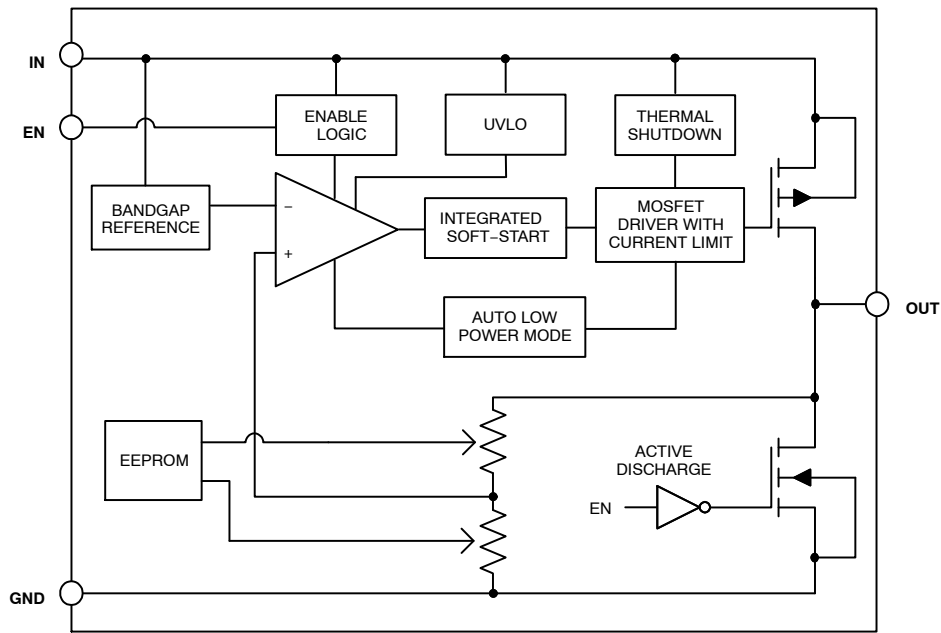 IN
ENABLE
LOGIC
UVLO
THERMAL
SHUTDOWN
EN
BANDGAP
REFERENCE
−
+
INTEGRATED
SOFT−START
MOSFET
DRIVER WITH
CURRENT LIMIT
OUT
AUTO LOW
POWER MODE
EEPROM
ACTIVE
DISCHARGE
EN
GND